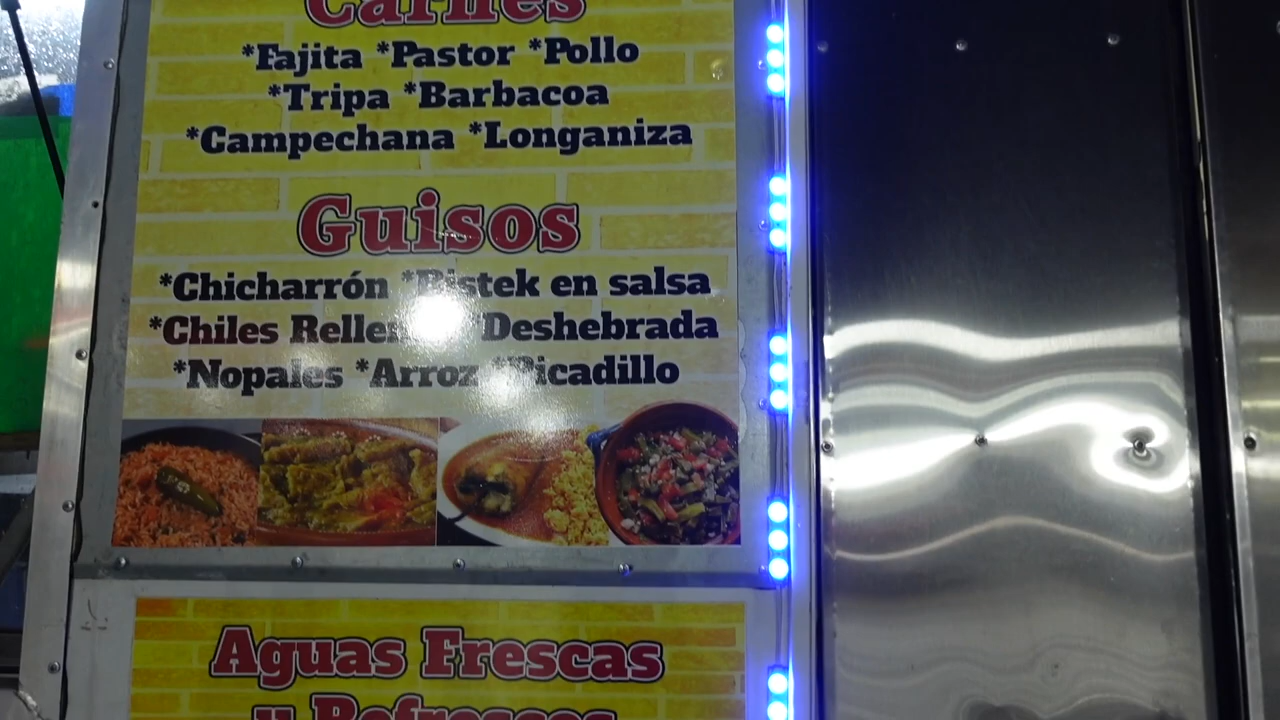 Carnes
*Fajita *Pastor *Pollo
*Tripa *Barbacoa
*Campechana *Longaniza
Guisos
*Chicharrón *Bistek en salsa
*Chiles *Deshebrada
*Nopales *Arroz *Picadillo
Aguas Frescas
y Refrescos